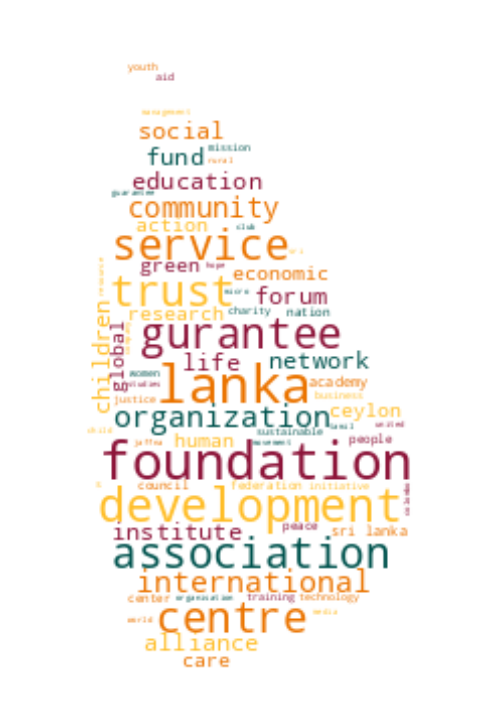 youth
aid
management
social
fund mission
rural
education
guarantee
community
action club
service sri
green hope
economic
trust micro forum
resource
research charity nation
gurantee
children
global
company
life network
women
studies lanka academy
justice business
organization ceylon
tamil united
child sustainable
jaffna human movement people
foundation
s council federation initiative
colombo
development
peace
institute sri lanka
association
international
center organisation training technology
centre media
world
alliance
care